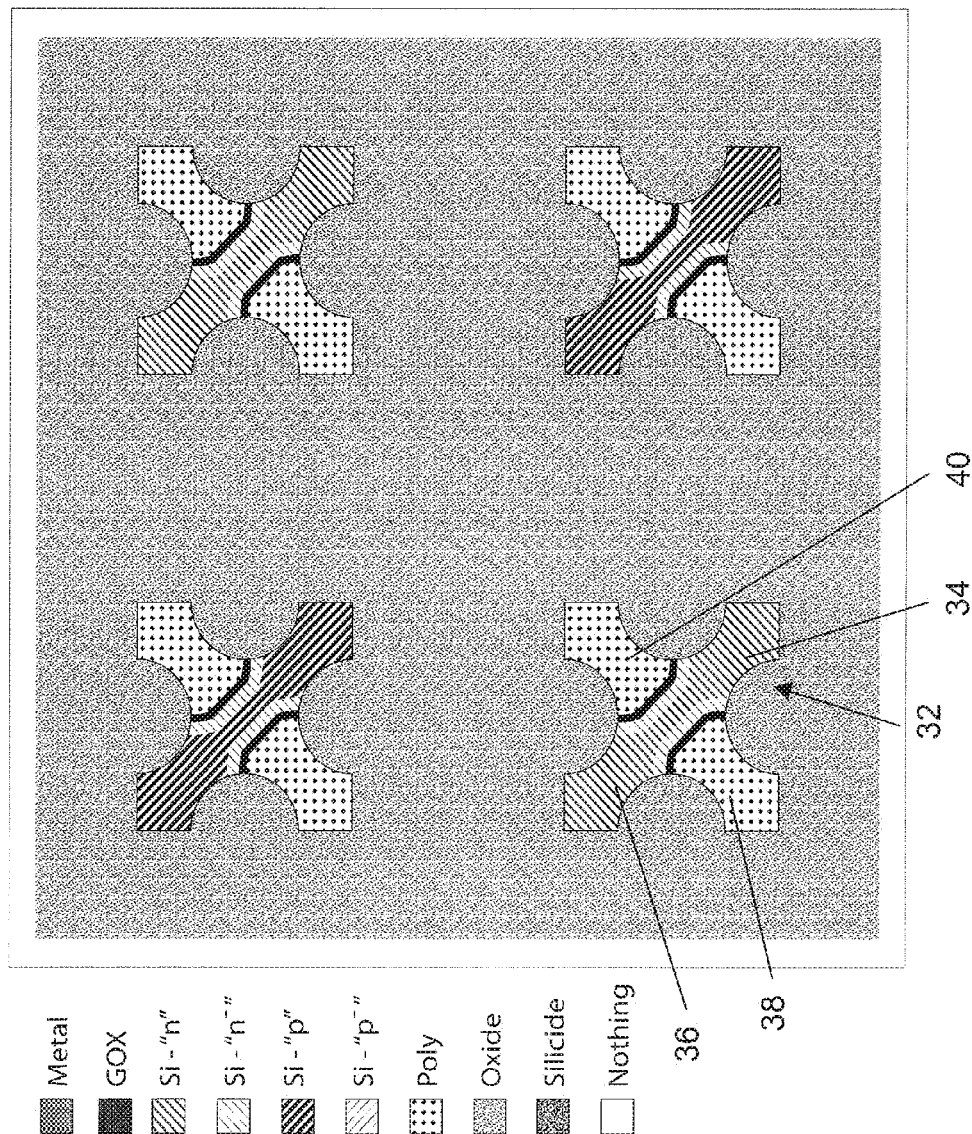 Metal
GOX
Si - "n"
Si - "n⁻"
Si - "p"
Si - "p⁻"
Poly
Oxide
Silicide
Nothing
36
38
32
34
40